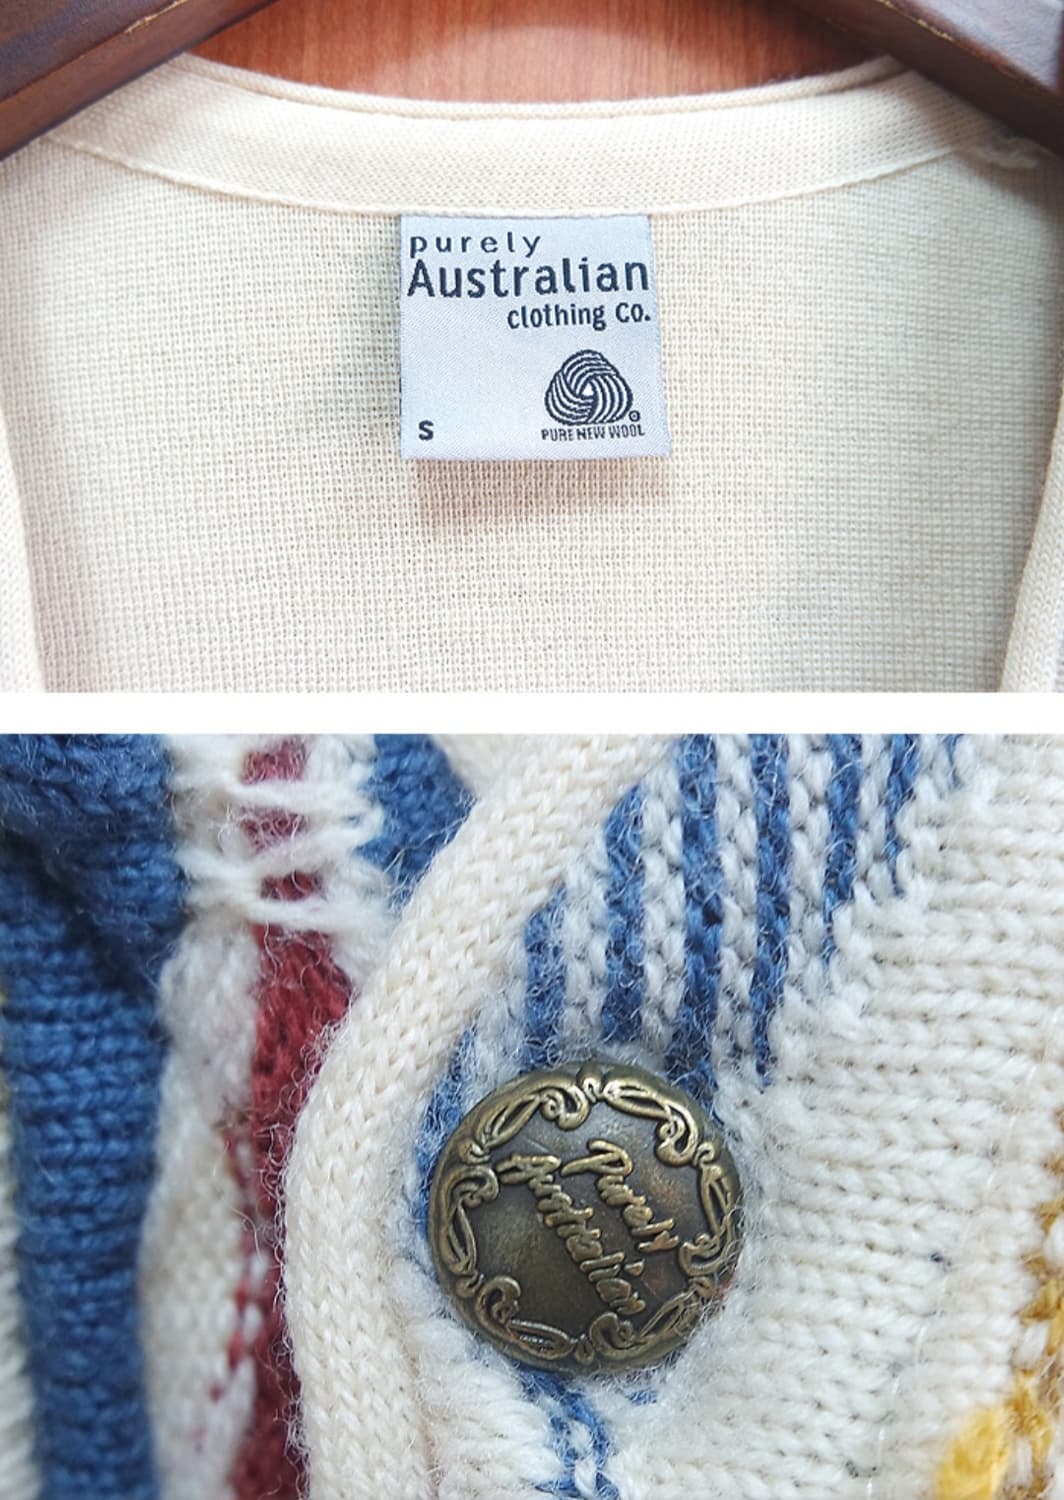 purely
Australian
clothing Co.
S
PURE NEW WOOL
Purely
Australian